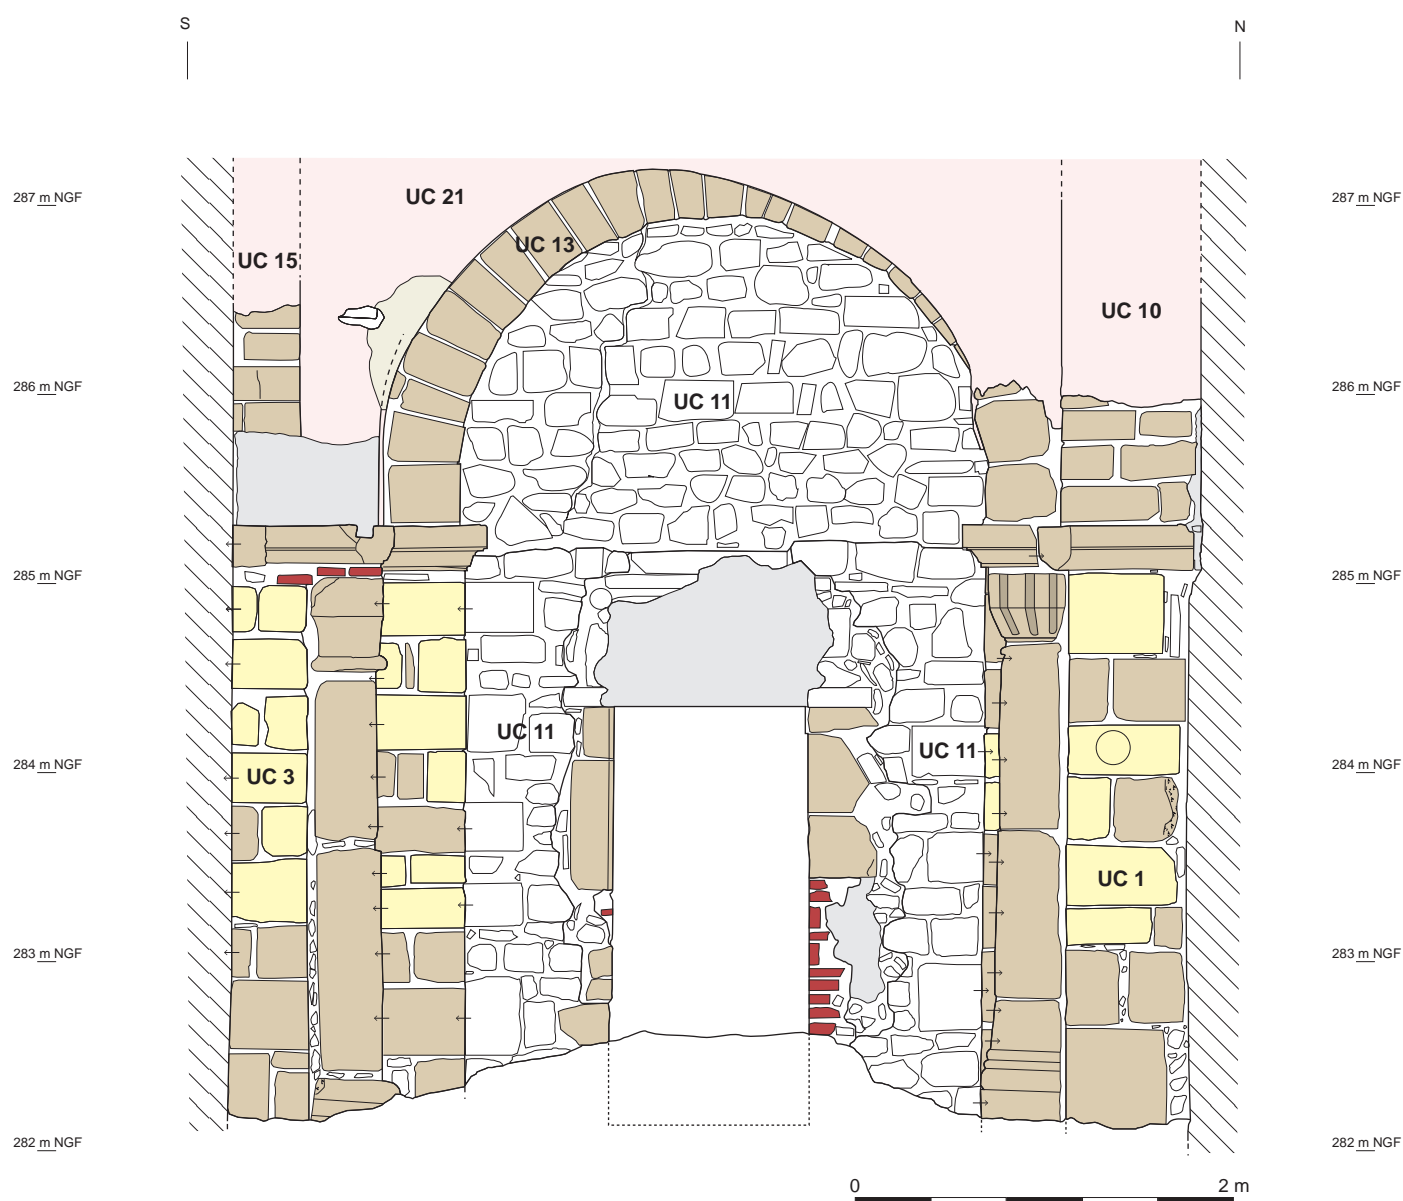 S N
287 m NGF UC 21 287 m NGF
UC 13
UC 15
UC 10
286 m NGF 286 m NGF
UC 11
285 m NGF 285 m NGF
UC 11
UC 11
284 m NGF 284 m NGF
UC 3
UC 1
283 m NGF 283 m NGF
282 m NGF 282 m NGF
0 2 m